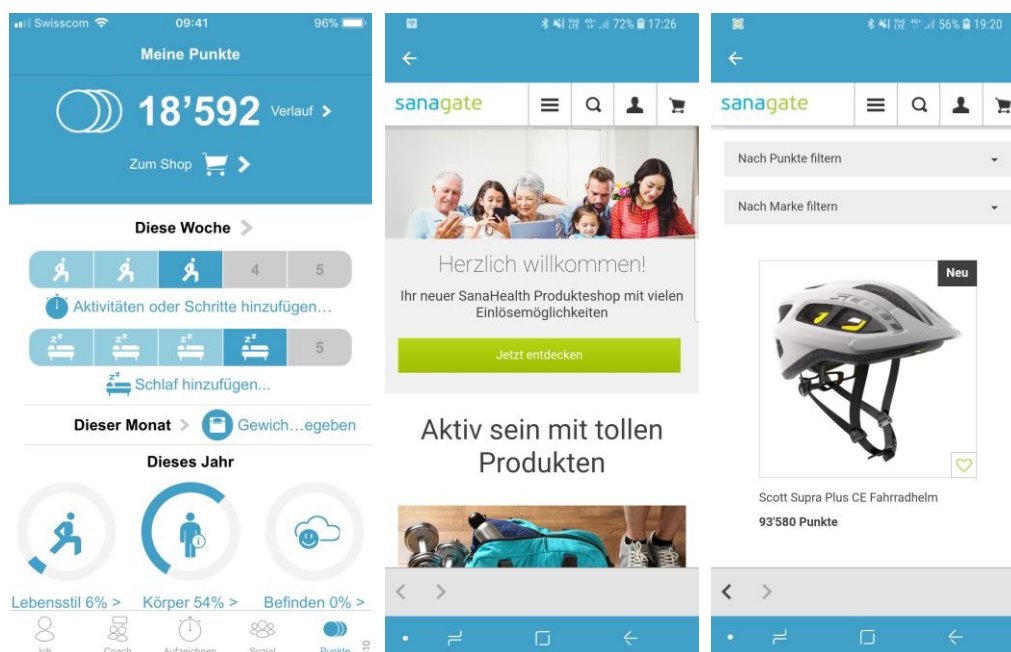 Swisscom 09:41 96%
Meine Punkte
18’592 Verlauf >
Zum Shop >
Diese Woche >
4 5
Aktivitäten oder Schritte hinzufügen…
5
Schlaf hinzufügen...
Dieser Monat > Gewich…egeben
Dieses Jahr
Lebensstil 6% > Körper 54% > Befinden 0% >
Ich Coach Aufzeichnen Sozial Punkte
72% 17:26
sanagate
Herzlich willkommen!
Ihr neuer SanaHealth Produkteshop mit vielen
Einlösemöglichkeiten
Jetzt entdecken
Aktiv sein mit tollen
Produkten
56% 19:20
sanagate
Nach Punkte filtern
Nach Marke filtern
Neu
SCOTT
Scott Supra Plus CE Fahrradhelm
93'580 Punkte